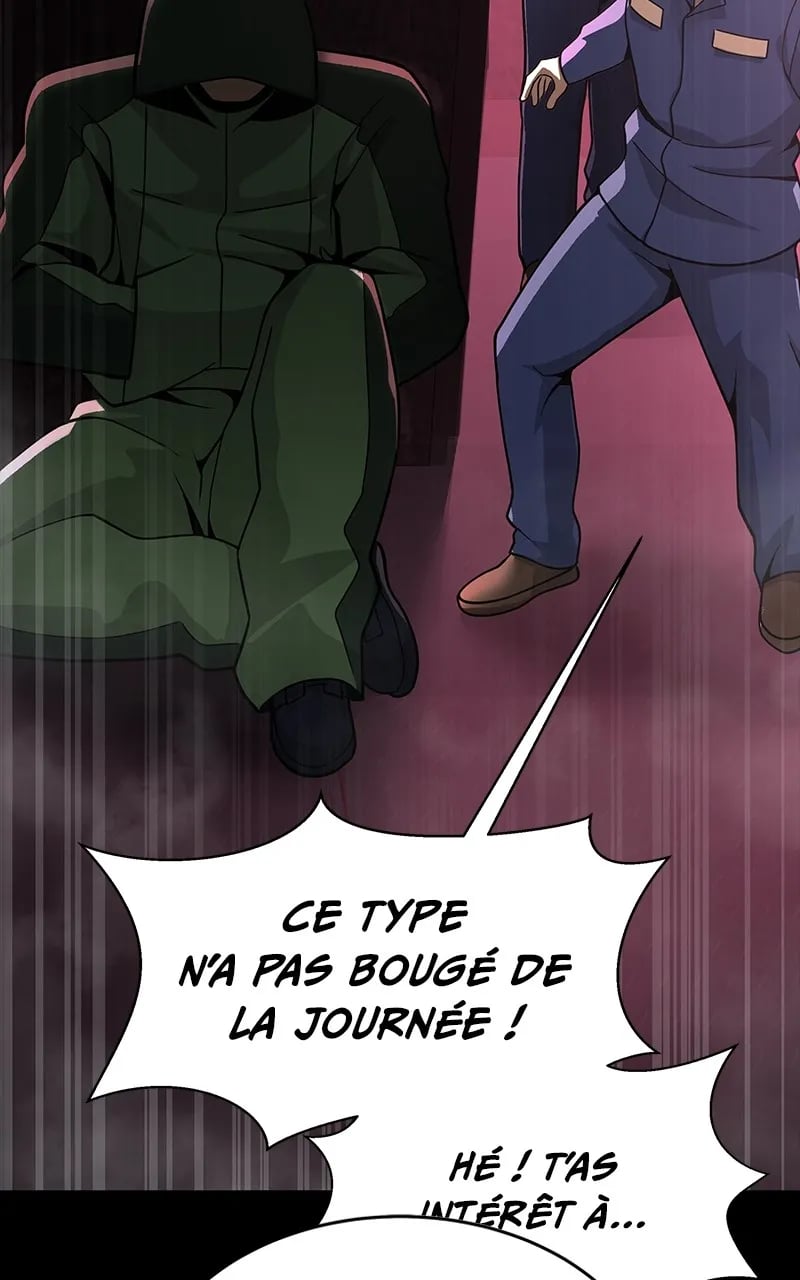 CE TYPE
N'A PAS BOUGÉ DE
LA JOURNÉE !
HÉ ! T'AS
INTÉRÊT À...